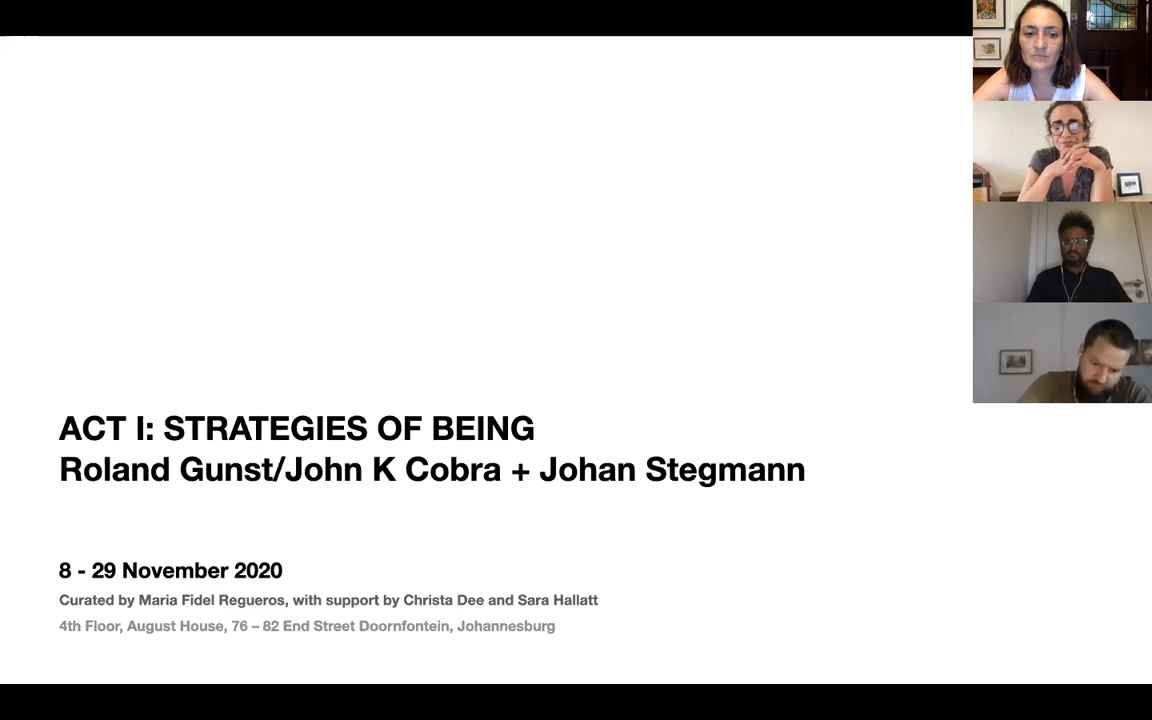 ACT I: STRATEGIES OF BEING
Roland Gunst/John K Cobra + Johan Stegmann
8 - 29 November 2020
Curated by Maria Fidel Regueros, with support by Christa Dee and Sara Hallatt
4th Floor, August House, 76 – 82 End Street Doornfontein, Johannesburg